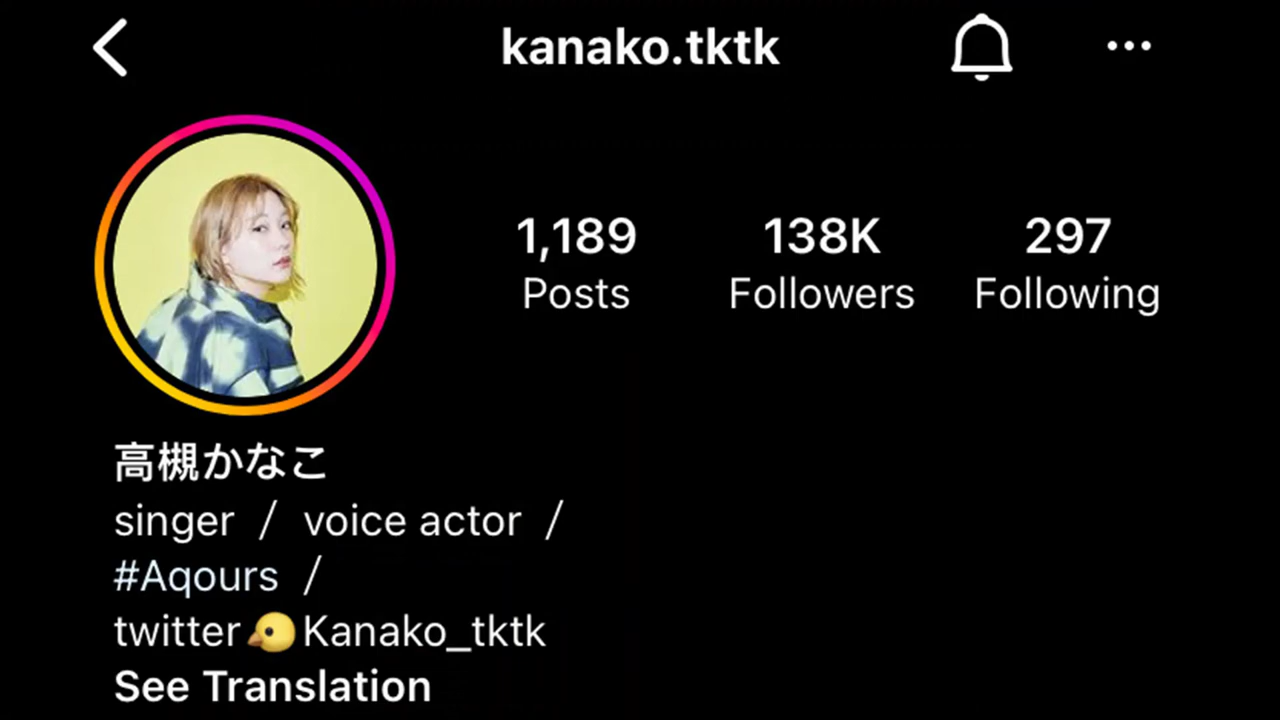 kanako.tktk
1,189 138K 297
Posts Followers Following
高槻かなこ
singer / voice actor /
#Aqours /
twitter🐤Kanako_tktk
See Translation